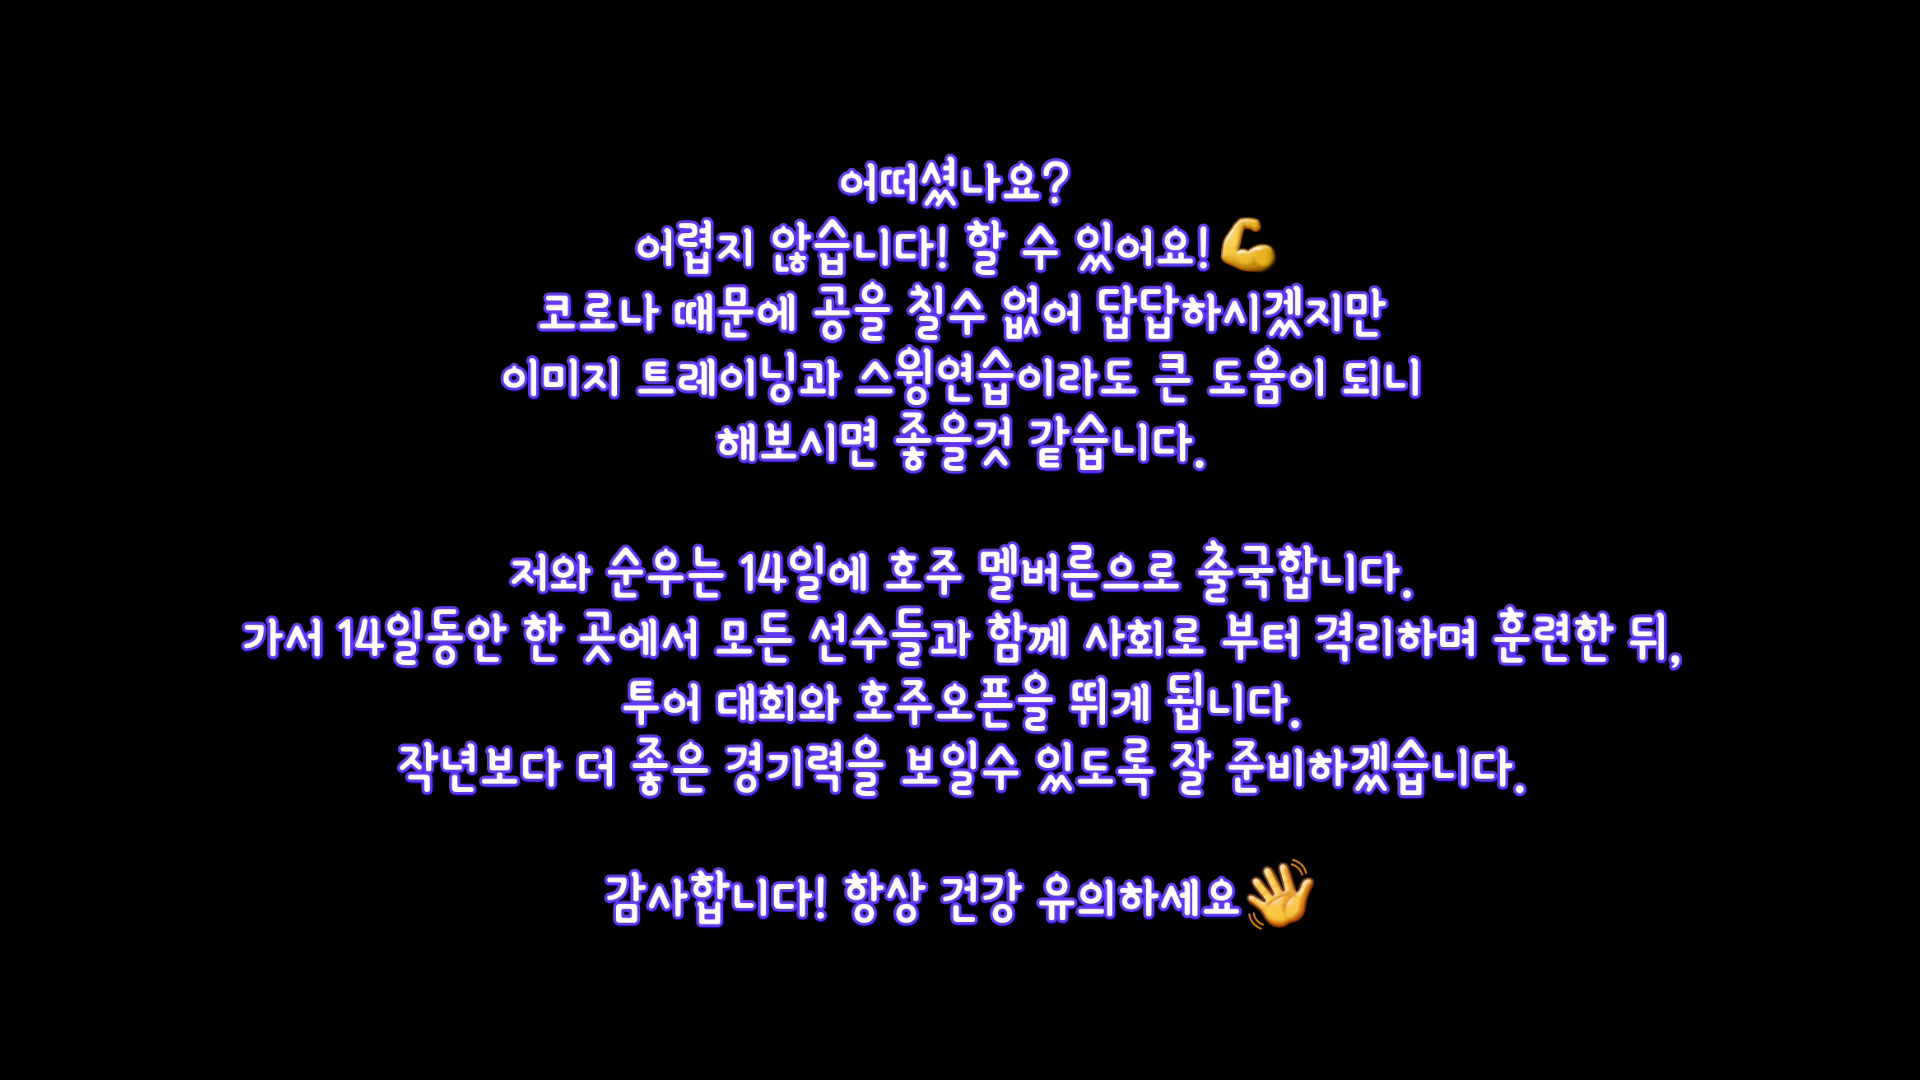 어떠셨나요?
어렵지 않습니다! 할 수 있어요!💪
코로나 때문에 공을 칠수 없어 답답하시겠지만
이미지 트레이닝과 스윙연습이라도 큰 도움이 되니
해보시면 좋을것 같습니다.
저와 순우는 14일에 호주 멜버른으로 출국합니다.
가서 14일동안 한 곳에서 모든 선수들과 함께 사회로 부터 격리하며 훈련한 뒤,
투어 대회와 호주오픈을 뛰게 됩니다.
작년보다 더 좋은 경기력을 보일수 있도록 잘 준비하겠습니다.
감사합니다! 항상 건강 유의하세요👋